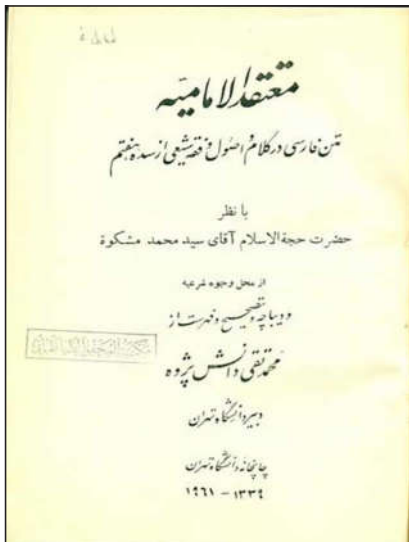 معتقد الامامیه
متن فارسی در کلام و اصول و فقه شیعی از سده هفتم
با نظر
حضرت حجة الاسلام آقای سید محمد مشکوة
از محل وجوه شرعیه
دیباچه و تصحیح و فهرست از
محمد تقی دانش پژوه
دبیر دانشگاه تهران
چاپخانه دانشگاه تهران
۱۳۳۹ - ۱۹۶۱